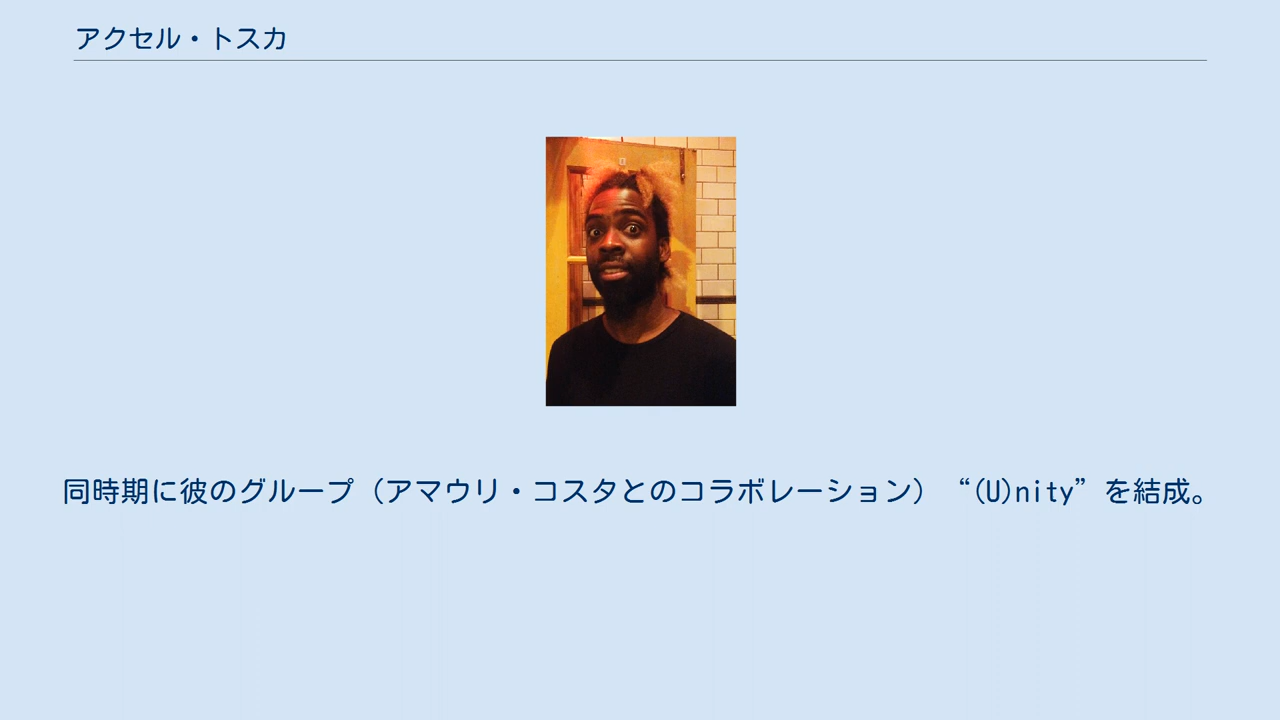 アクセル・トスカ
同時期に彼のグループ（アマウリ・コスタとのコラボレーション）“(U)nity”を結成。